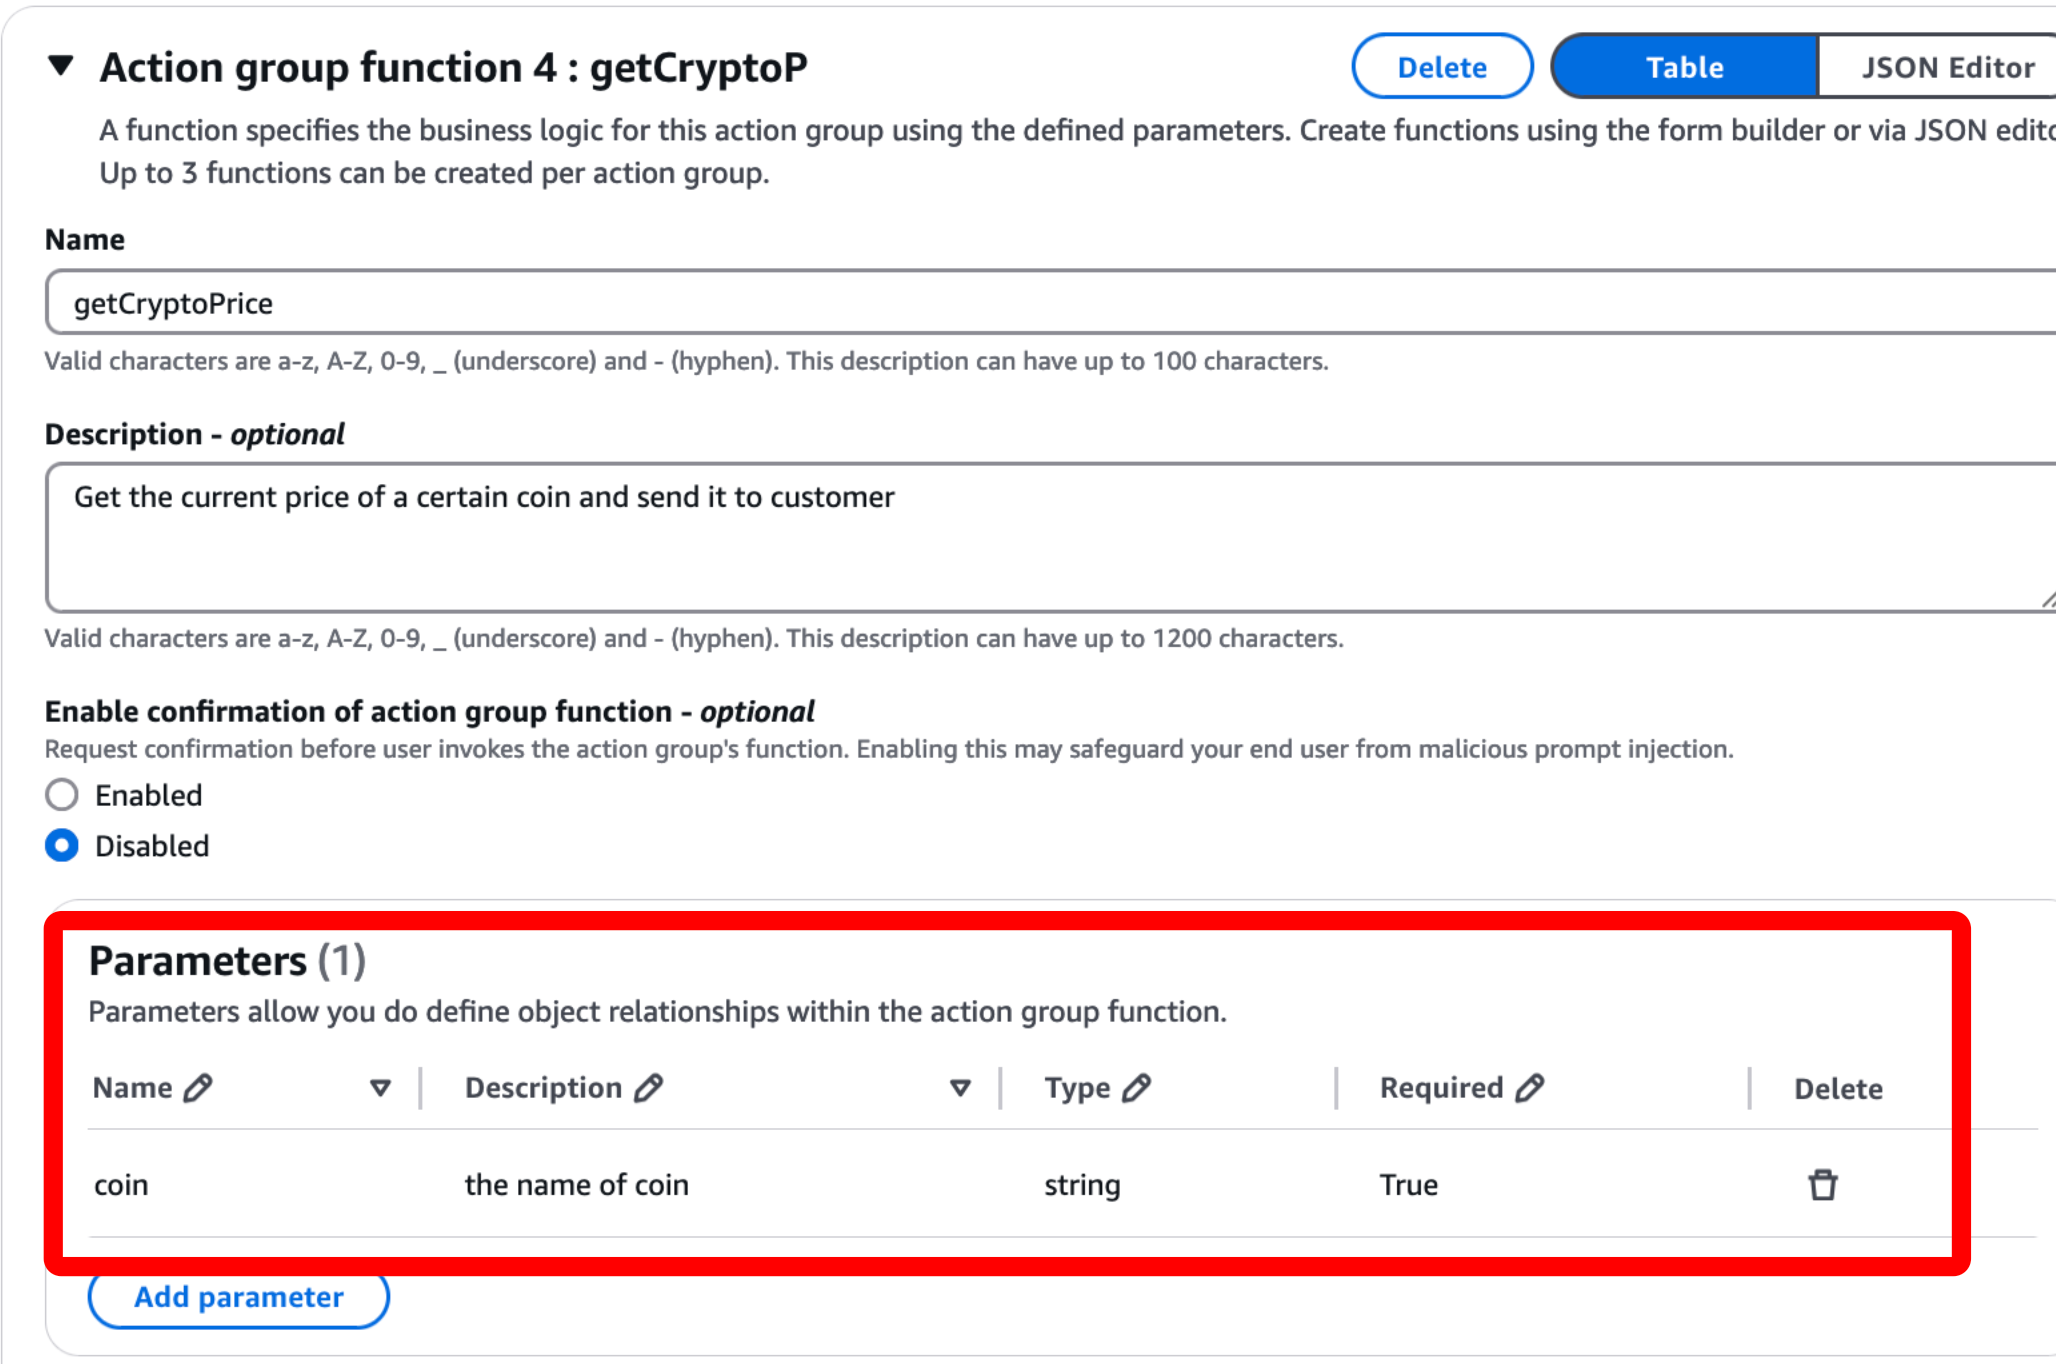 Action group function 4 : getCryptoP
Delete
Table
JSON Editor
A function specifies the business logic for this action group using the defined parameters. Create functions using the form builder or via JSON edito
Up to 3 functions can be created per action group.
Name
getCryptoPrice
Valid characters are a-z, A-Z, 0-9, _ (underscore) and - (hyphen). This description can have up to 100 characters.
Description - optional
Get the current price of a certain coin and send it to customer
Valid characters are a-z, A-Z, 0-9, _ (underscore) and - (hyphen). This description can have up to 1200 characters.
Enable confirmation of action group function - optional
Request confirmation before user invokes the action group's function. Enabling this may safeguard your end user from malicious prompt injection.
Enabled
Disabled
Parameters (1)
Parameters allow you do define object relationships within the action group function.
Name Description Type Required Delete
coin the name of coin string True
Add parameter